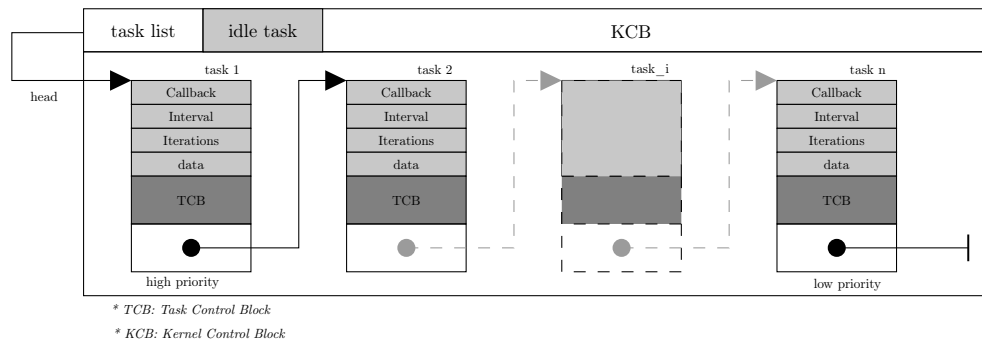 task list
idle task
KCB
head
task 1
task 2
task_i
task n
Callback
Interval
Iterations
data
TCB
high priority
Callback
Interval
Iterations
data
TCB
Callback
Interval
Iterations
data
TCB
low priority
* TCB: Task Control Block
* KCB: Kernel Control Block